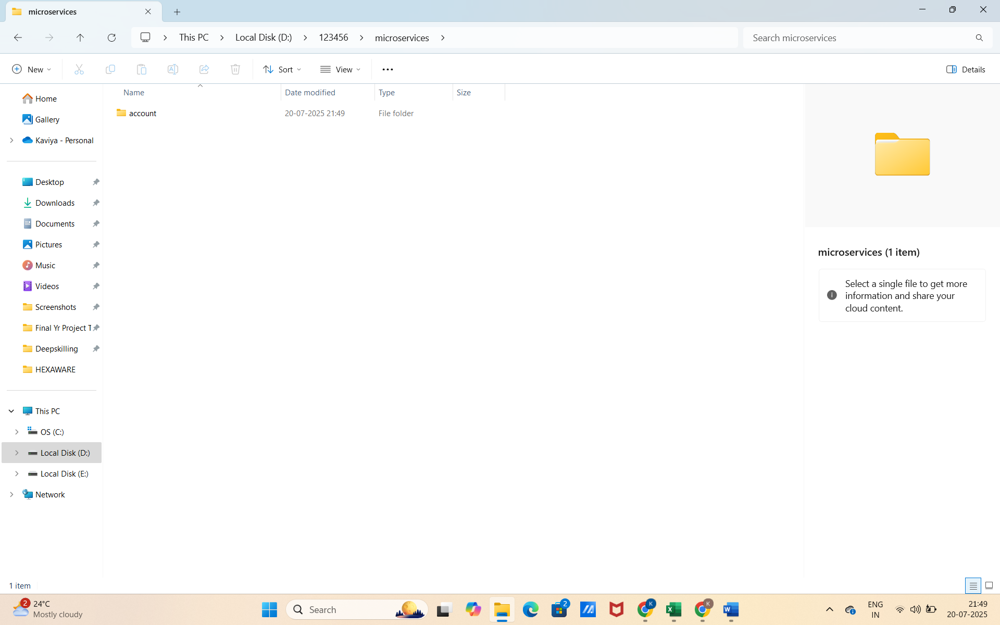 microservices
This PC
Local Disk (D:)
123456
microservices
Search microservices
New
Sort
View
Details
Name
Date modified
Type
Size
account
20-07-2025 21:49
File folder
Home
Gallery
Kaviya - Personal
Desktop
Downloads
Documents
Pictures
Music
Videos
Screenshots
Final Yr Project T
Deepskilling
HEXAWARE
This PC
OS (C:)
Local Disk (D:)
Local Disk (E:)
Network
microservices (1 item)
Select a single file to get more
information and share your
cloud content.
1 item
2
24°C
Mostly cloudy
Search
2
K
K
ENG
IN
21:49
20-07-2025